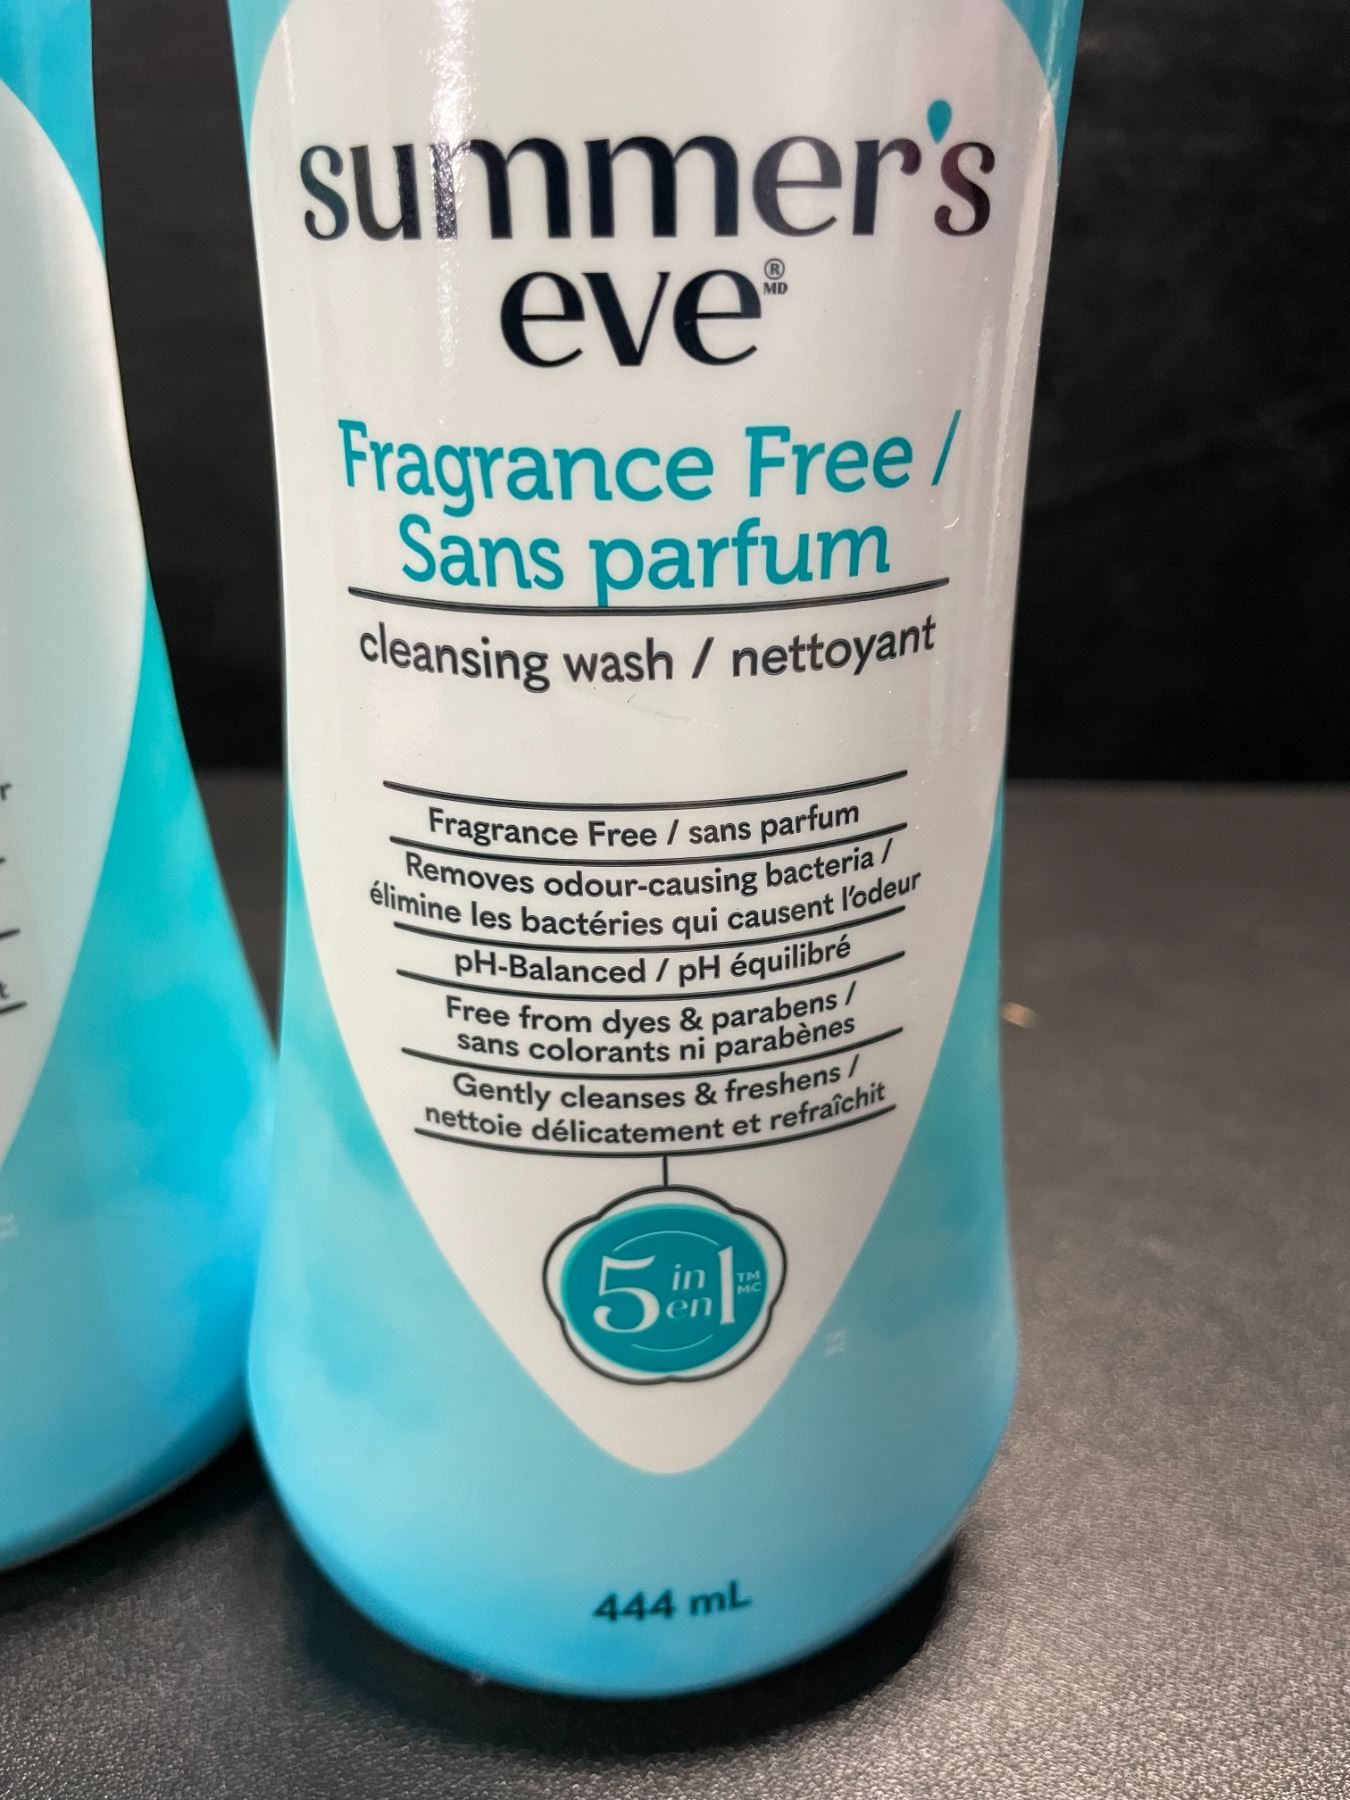 summer's
eve® MD
Fragrance Free /
Sans parfum
cleansing wash / nettoyant
Fragrance Free / sans parfum
Removes odour-causing bacteria /
élimine les bactéries qui causent l'odeur
pH-Balanced / pH équilibré
Free from dyes & parabens /
sans colorants ni parabènes
Gently cleanses & freshens /
nettoie délicatement et refraîchit
5 in en 1 TM MC
444 mL